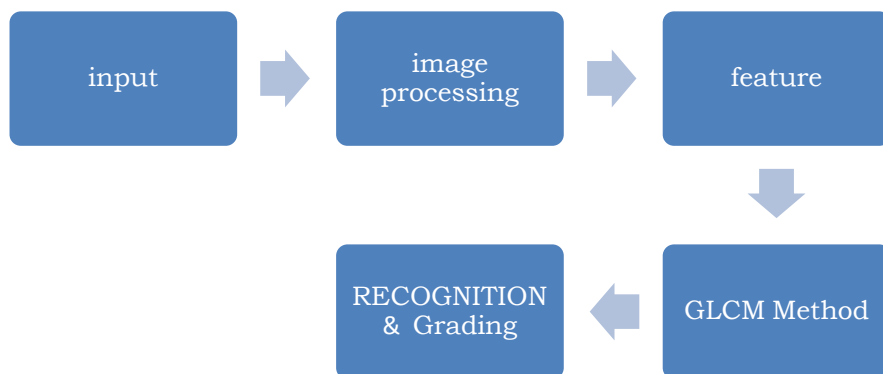 input
image
processing
feature
GLCM Method
RECOGNITION
& Grading